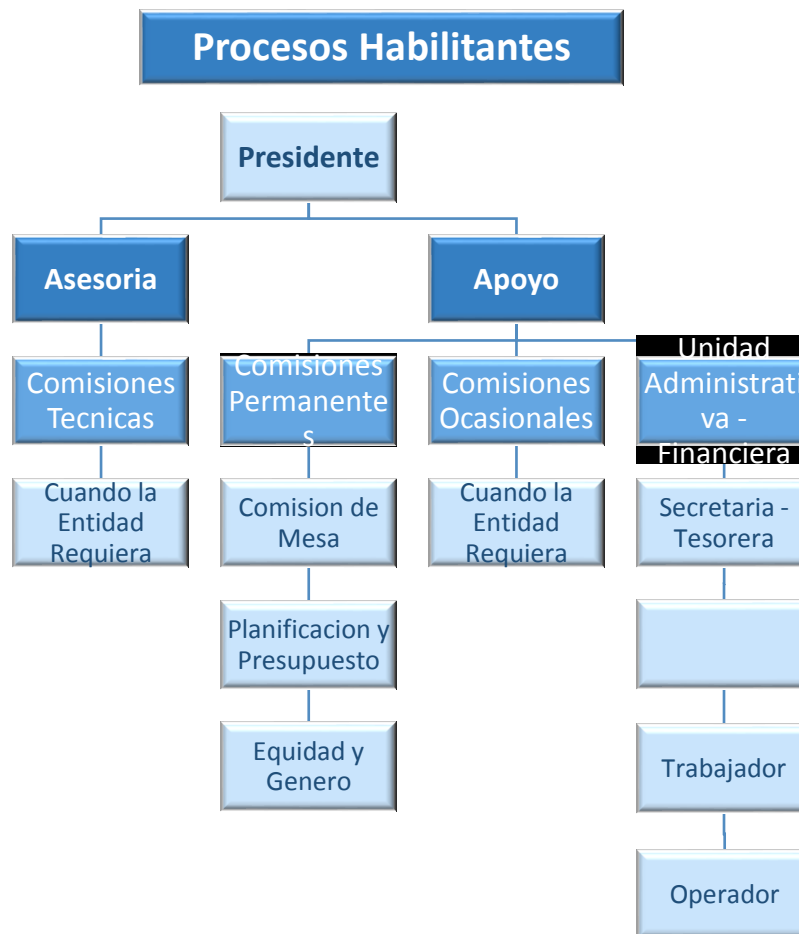 Procesos Habilitantes
Presidente
Asesoria
Apoyo
Comisiones
Tecnicas
Comisiones
Permanente
s
Comisiones
Ocasionales
Unidad
Administrati
va -
Financiera
Cuando la
Entidad
Requiera
Comision de
Mesa
Cuando la
Entidad
Requiera
Secretaria -
Tesorera
Planificacion y
Presupuesto
Equidad y
Genero
Trabajador
Operador